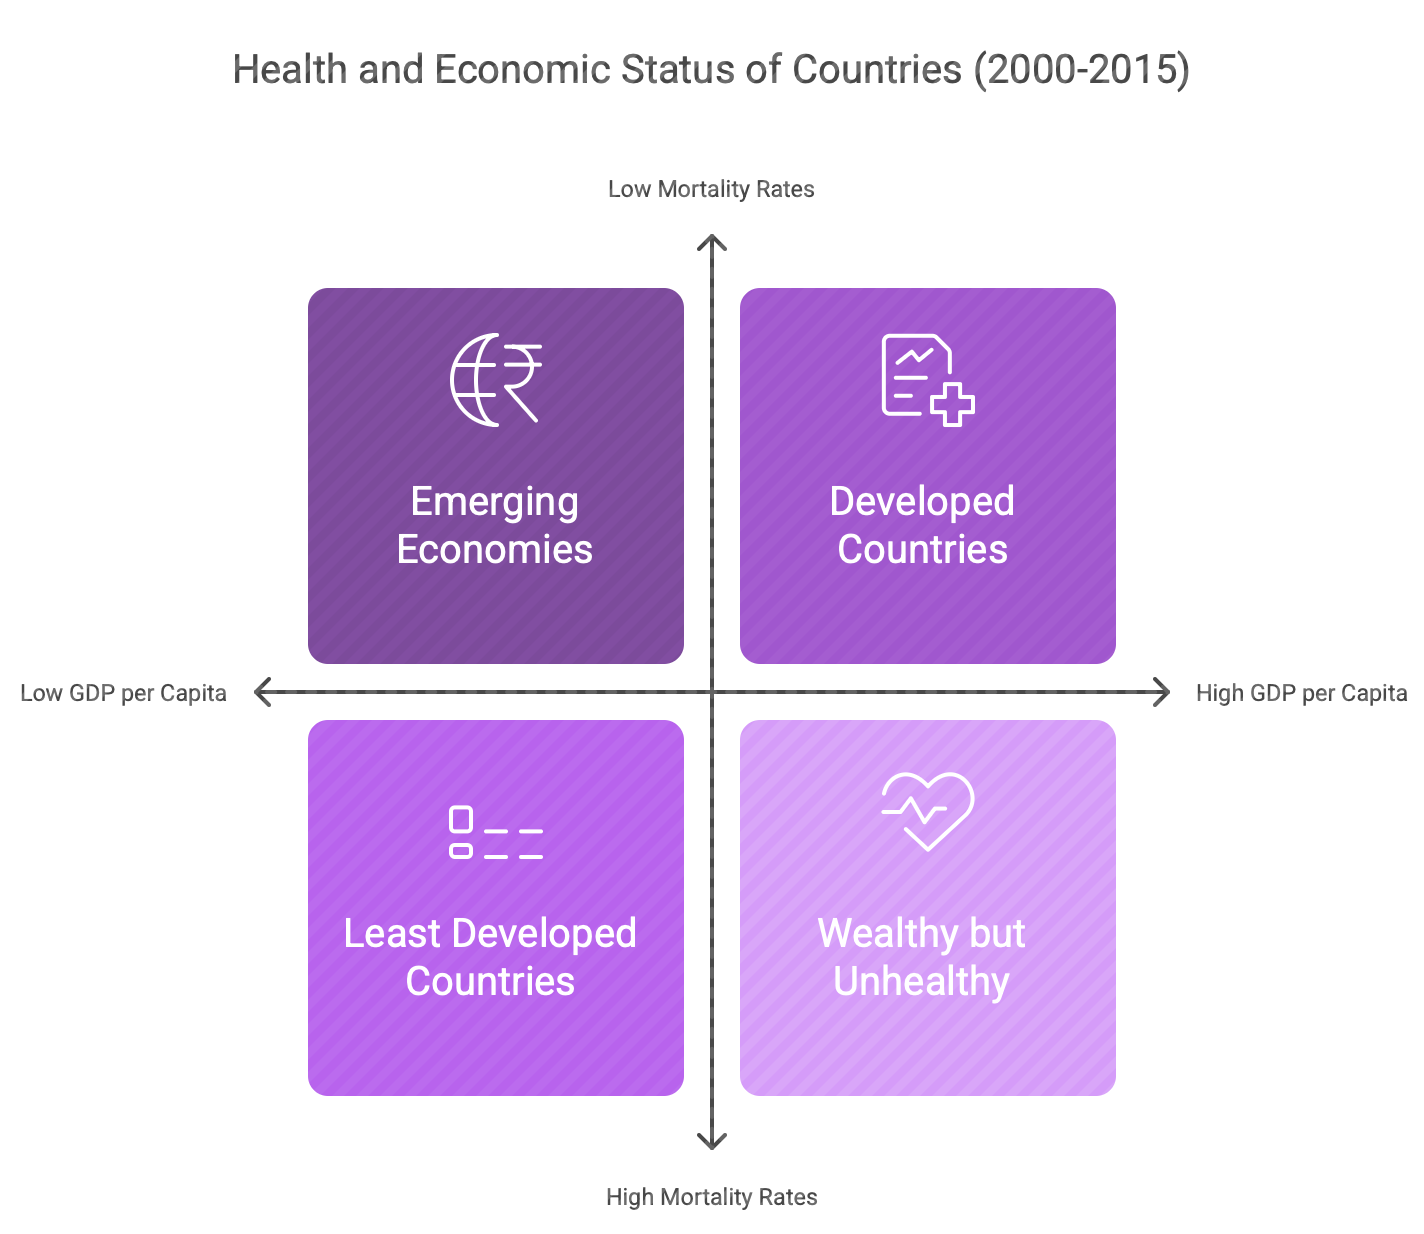 Health and Economic Status of Countries (2000-2015)
Low Mortality Rates
Emerging
Economies
Developed
Countries
Low GDP per Capita
High GDP per Capita
Least Developed
Countries
Wealthy but
Unhealthy
High Mortality Rates